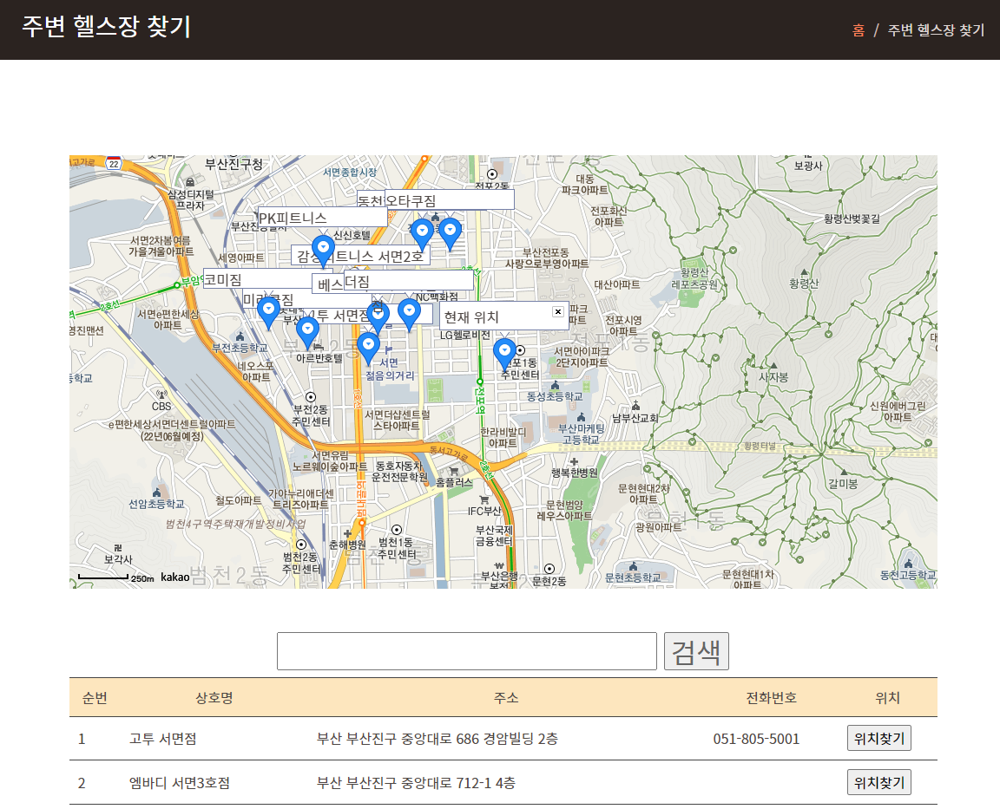 주변 헬스장 찾기
홈 / 주변 헬스장 찾기
22
부산진구청
서면종합시장
전포2동
보광사
삼성디지털
프라자
대동
파크아파트
동천
오타쿠짐
PK피트니스
전포화신
아파트
황령산벚꽃길
신신호텔
서면2차봄여름
가을겨울아파트
세영아파트
피트니스 서면2호
부산전포동
사랑으로부영아파트
황령산
레포츠공원
황령산
대산아파트
코미짐
베스
더짐
부암
2호선
NC백화점
현재 위치
서면e편한세상
아파트
투 서면점
LG헬로비전
전포시영
아파트
영진맨션
부전초등학교
아르반호텔
서면
젊음의거리
주민센터
서면아이파크
2단지아파트
네오스포
아파트
사자봉
전포역
동성초등학교
CBS
부전2동
주민센터
남부산교회
신원에버그린
아파트
e편한세상서면더센트럴아파트
(22년06월예정)
서면더샵센트럴
스타아파트
한라비발디
아파트
부산마케팅
고등학교
서면유림
노르웨이숲아파트
동서고가로
황령터널
동호자동차
운전전문학원
홈플러스
행복한병원
갈미봉
선암초등학교
철도아파트
가야누리애더센
트리즈아파트
IFC부산
문현범양
레우스아파트
문현현대2차
아파트
범천4구역주택재개발정비사업
부산국제
금융센터
광원아파트
문현1동
보각사
범천2동
주민센터
춘해병원
범천1동
주민센터
250m kakao
범천2동
부산은행
본점
문현2동
문현초등학교
문현현대1차
아파트
동천고등학교
검색
순번 상호명 주소 전화번호 위치
1 고투 서면점 부산 부산진구 중앙대로 686 경암빌딩 2층 051-805-5001 위치찾기
2 엠바디 서면3호점 부산 부산진구 중앙대로 712-1 4층 위치찾기